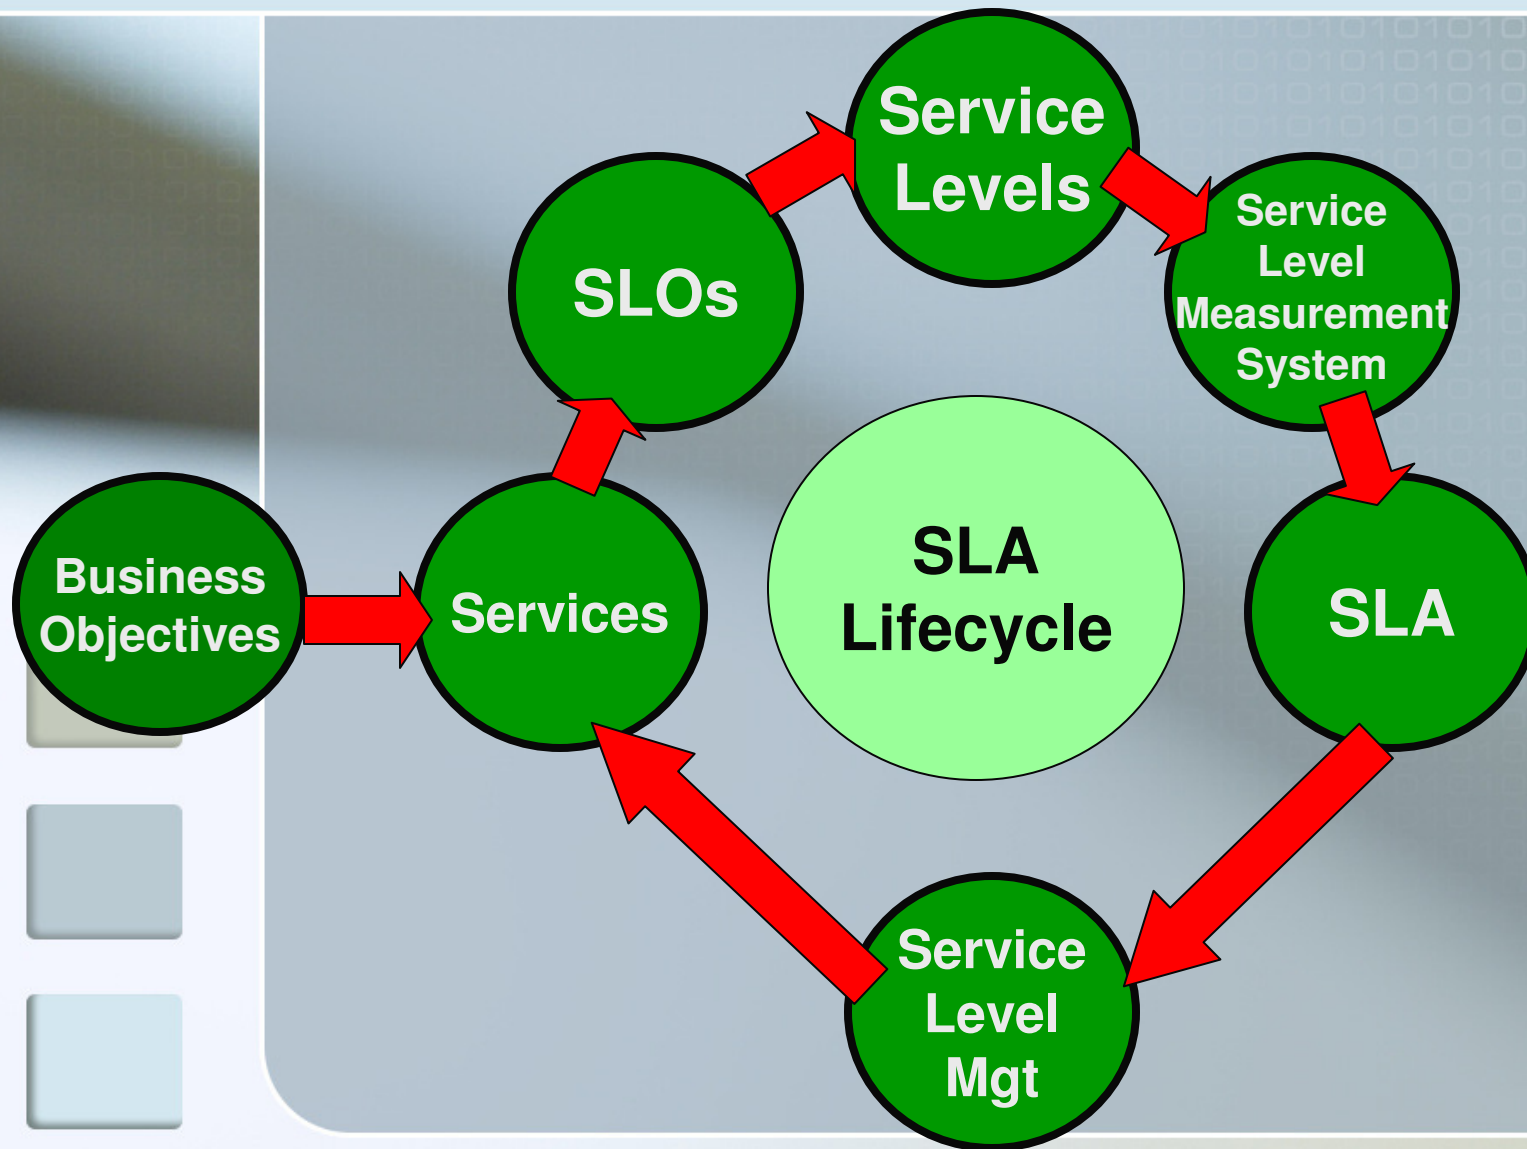 Service
Levels
SLOs
Service
Level
Measurement
System
Business
Objectives
Services
SLA
Lifecycle
SLA
Service
Level
Mgt